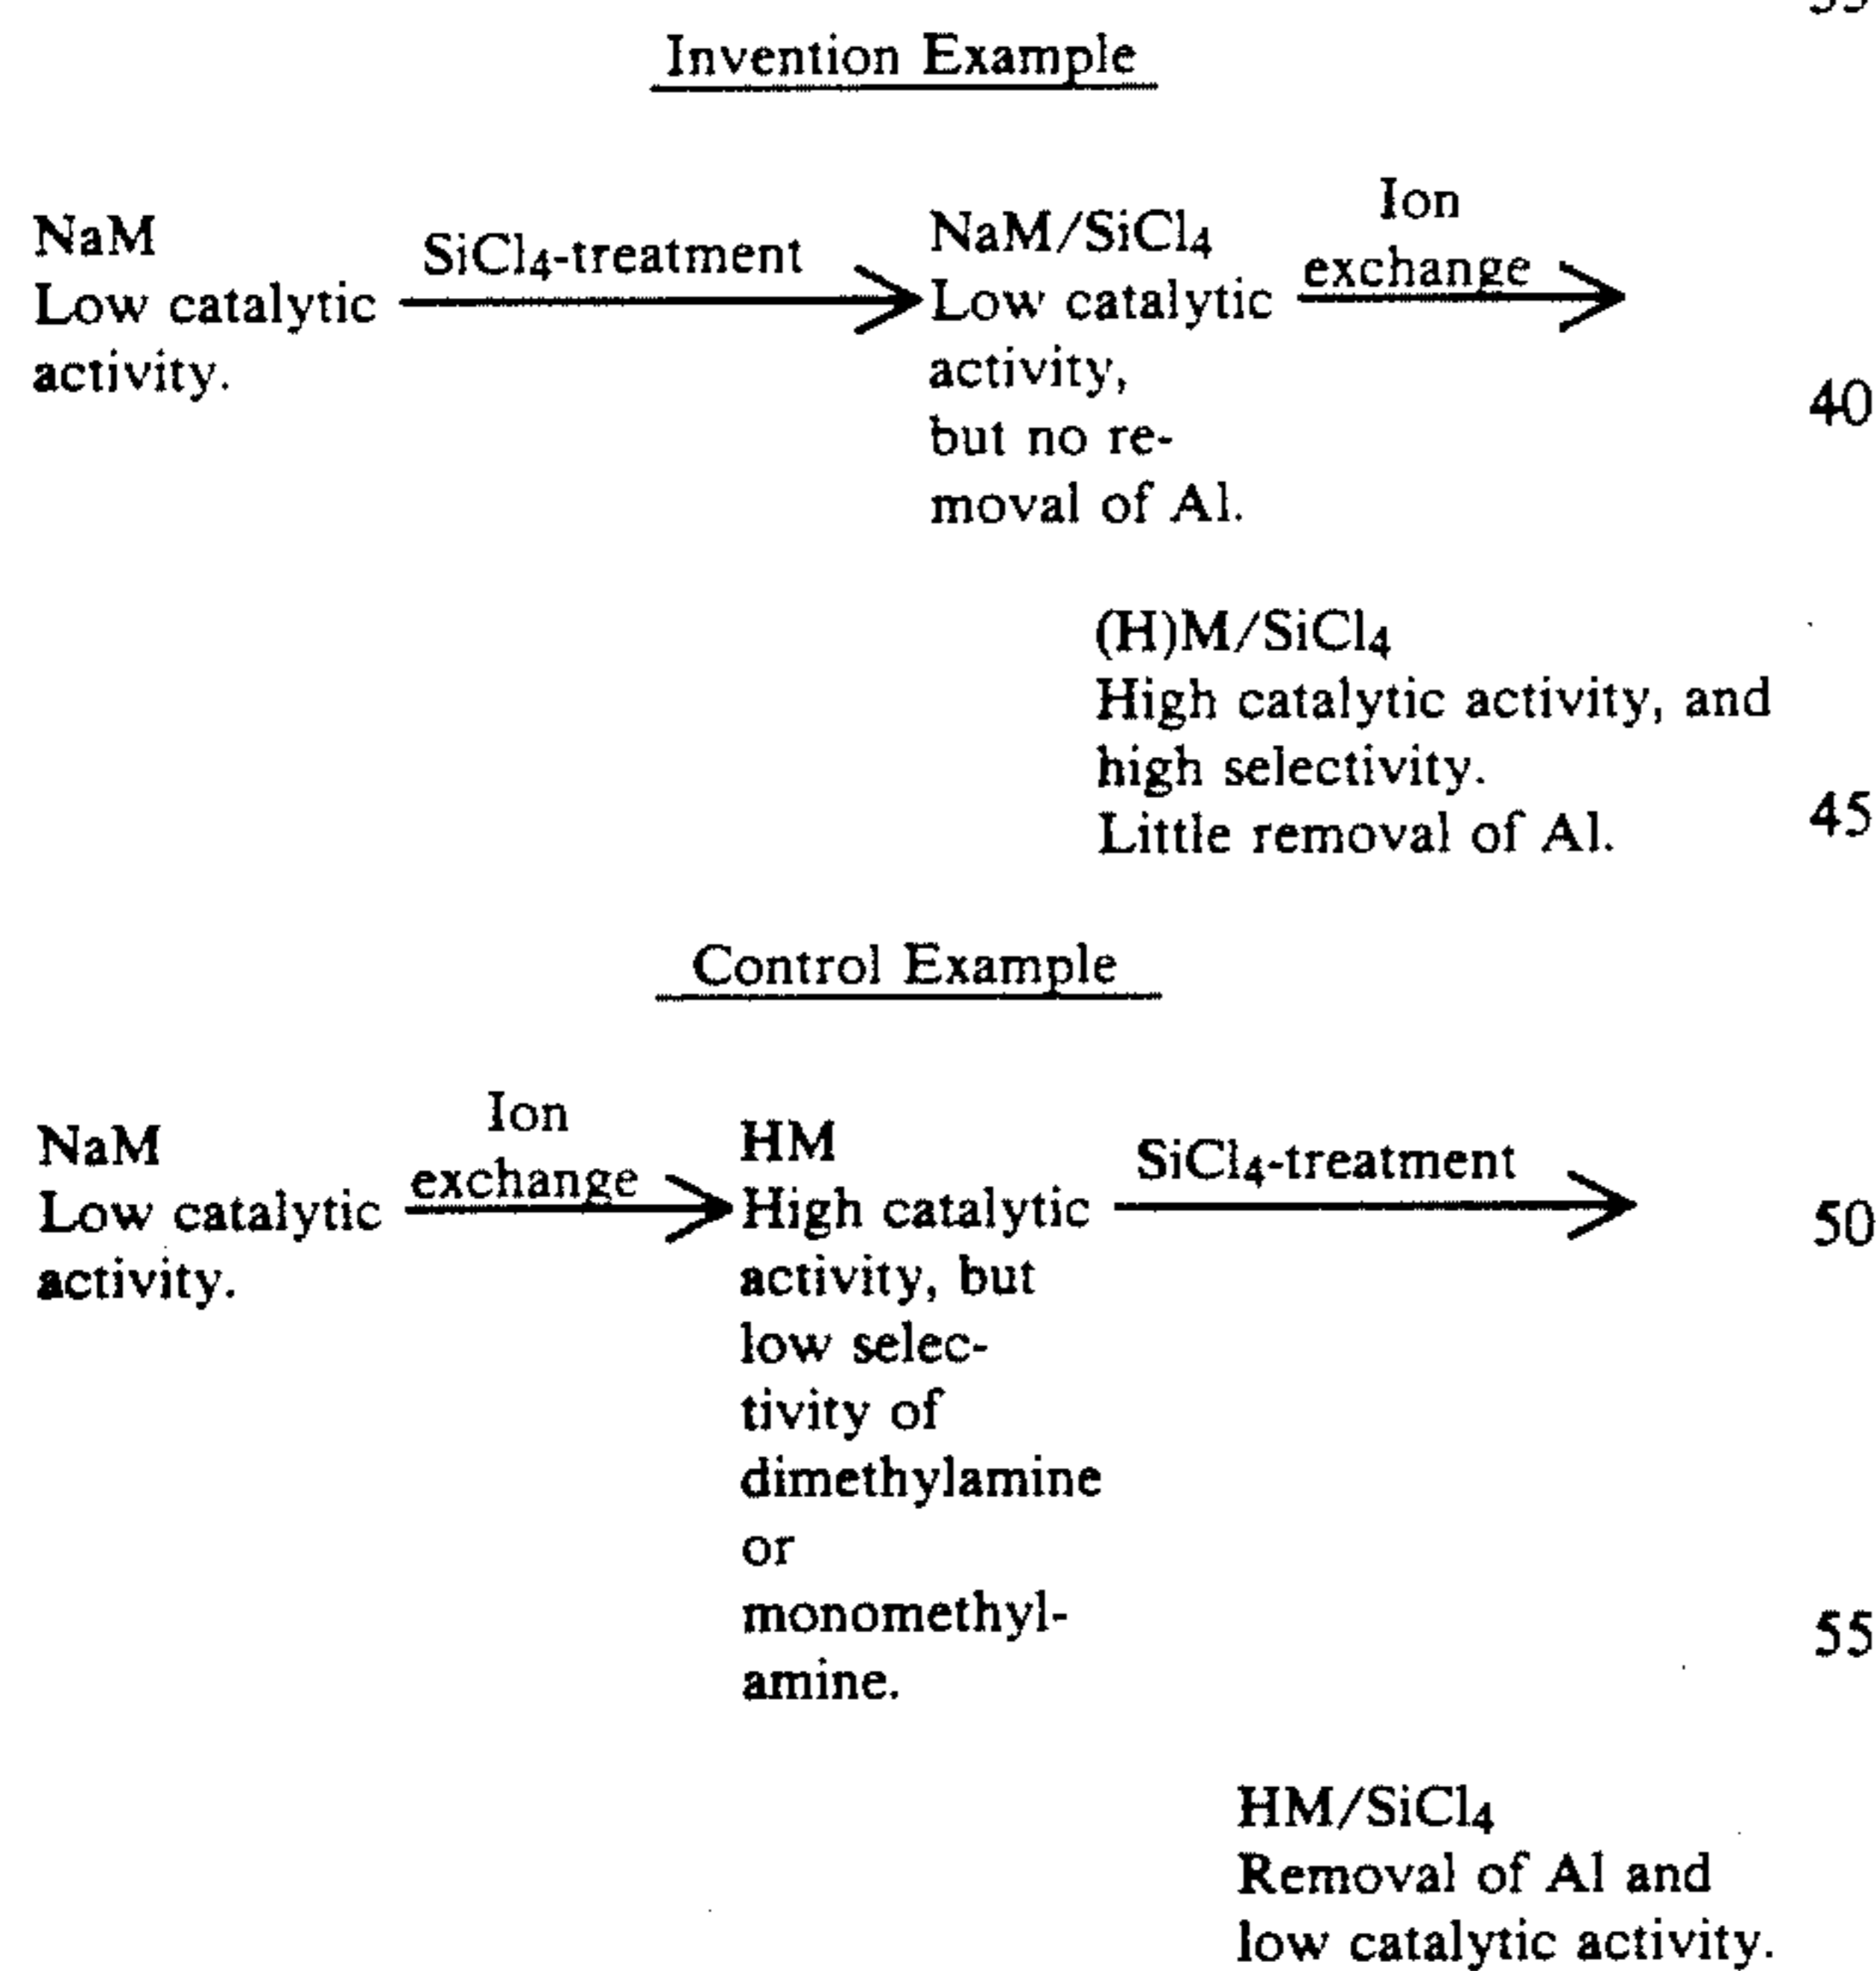 Invention Example
NaM
Low catalytic
activity.
SiCl4-treatment
NaM/SiCl4
Low catalytic
activity,
but no re-
moval of Al.
Ion
exchange
40
(H)M/SiCl4
High catalytic activity, and
high selectivity.
Little removal of Al.
45
Control Example
NaM
Low catalytic
activity.
Ion
exchange
HM
High catalytic
activity, but
low selec-
tivity of
dimethylamine
or
monomethyl-
amine.
SiCl4-treatment
50
55
HM/SiCl4
Removal of Al and
low catalytic activity.